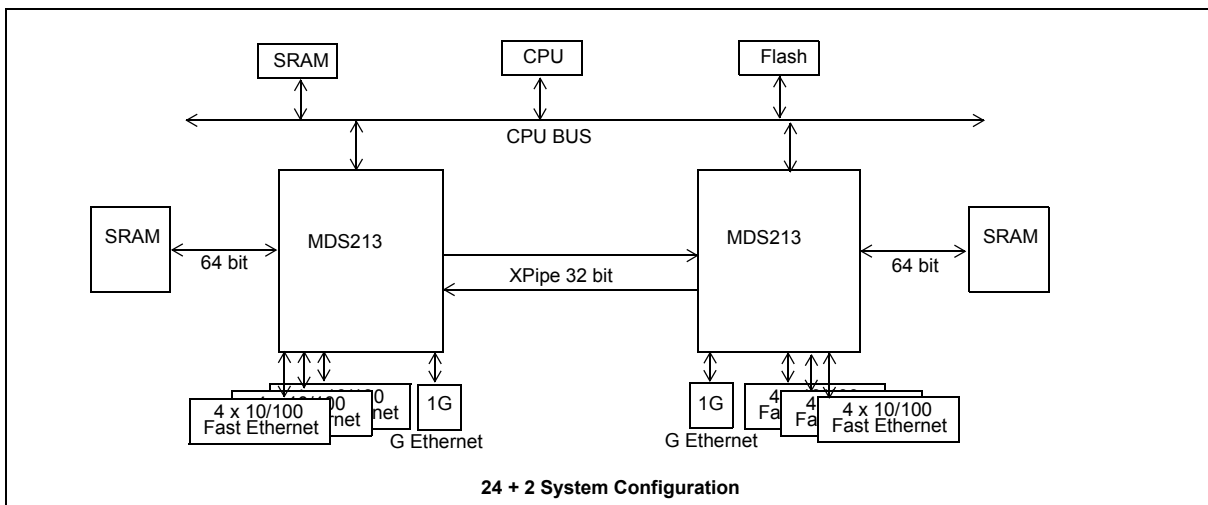 SRAM
CPU
Flash
CPU BUS
SRAM
MDS213
MDS213
SRAM
64 bit
XPipe 32 bit
64 bit
4 x 10/100
Fast Ethernet
1G
G Ethernet
1G
G Ethernet
4 x 10/100
Fast Ethernet
24 + 2 System Configuration